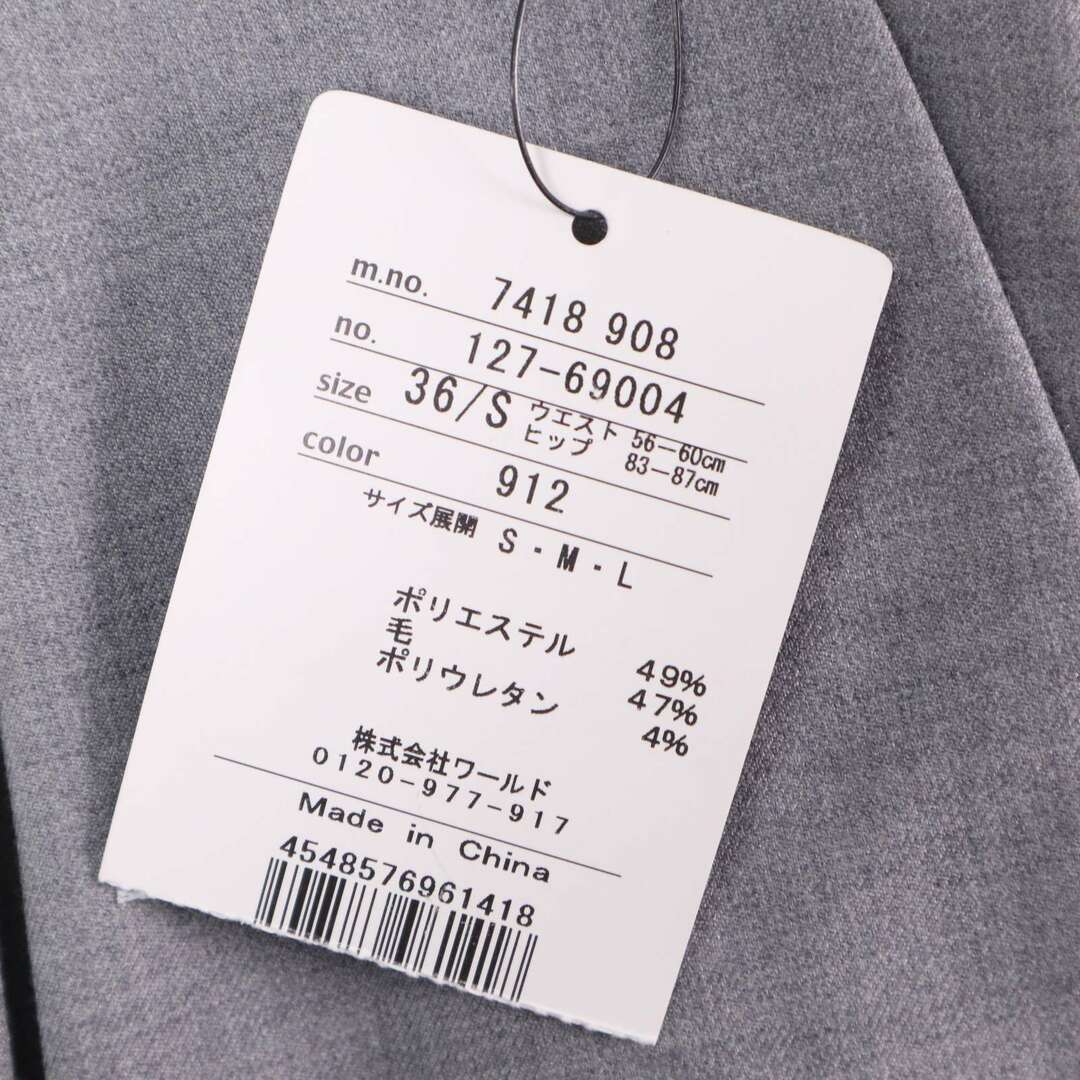 m.no. 7418 908
no. 127-69004
size 36/S ウエスト 56－60cm
ヒップ 83－87cm
color 912
サイズ展開 S・M・L
ポリエステル 49%
毛 47%
ポリウレタン 4%
株式会社ワールド
0120-977-917
Made in China
4548576961418